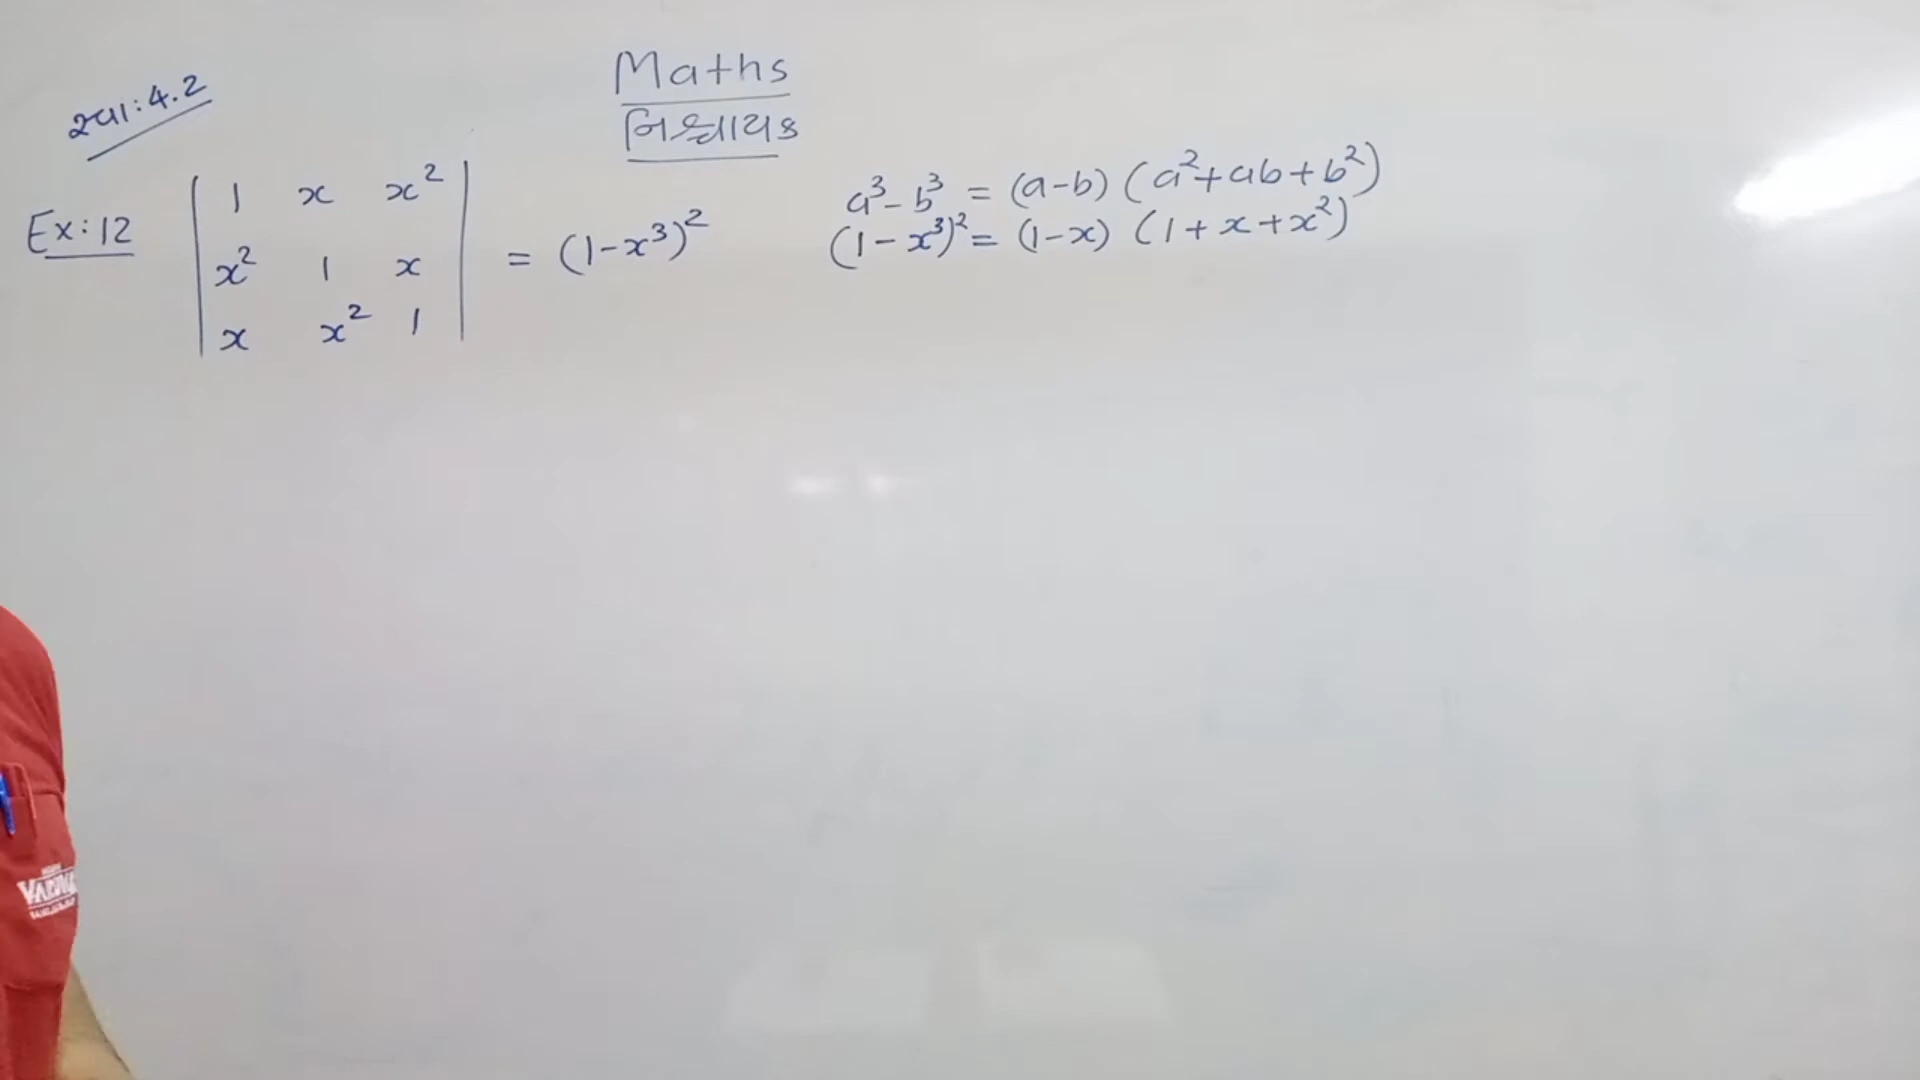 Maths
નિશ્ચાયક
સ્વા:4.2
Ex:12
| 1 x x² |
| x² 1 x | = (1-x³)²
| x x² 1 |
a³-b³ = (a-b) (a²+ab+b²)
(1-x³)² = (1-x) (1+x+x²)